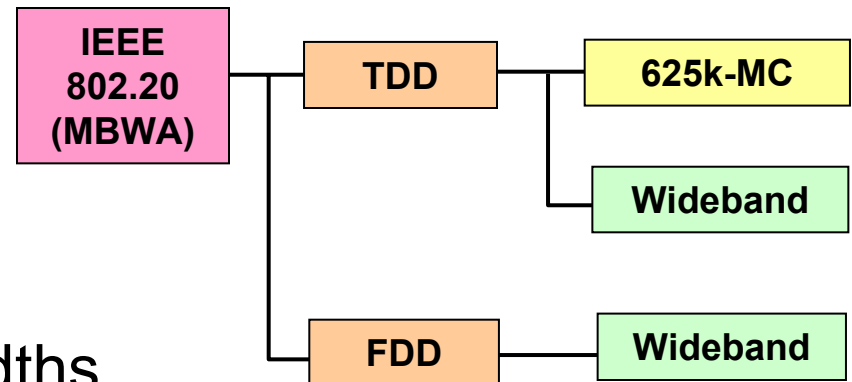 IEEE
802.20
(MBWA)
TDD
625k-MC
Wideband
FDD
Wideband